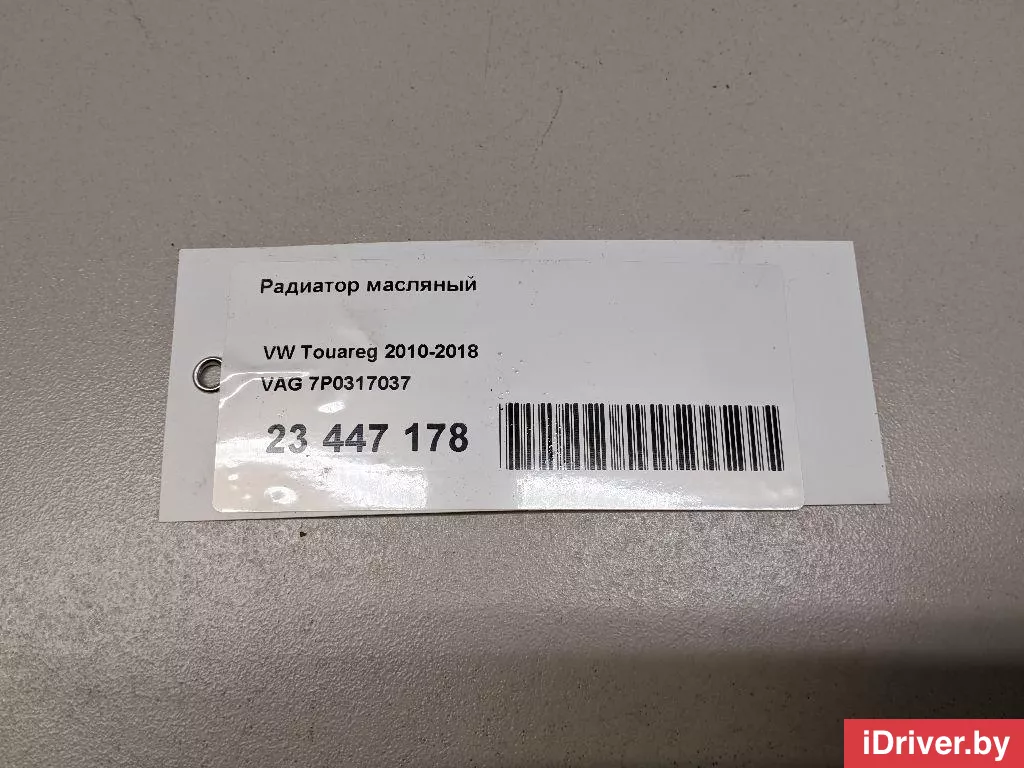 Радиатор масляный
VW Touareg 2010-2018
VAG 7P0317037
23 447 178
iDriver.by